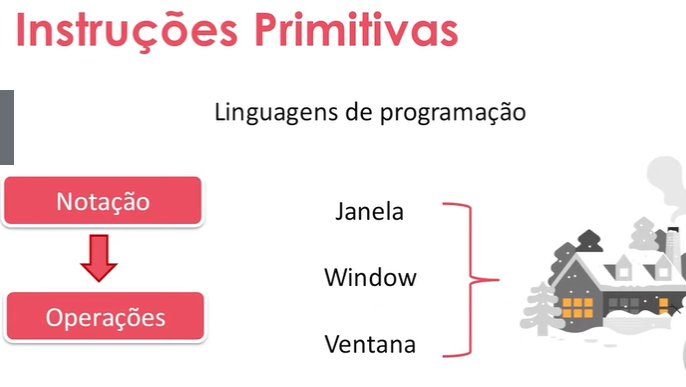 Instruções Primitivas
Linguagens de programação
Notação
Operações
Janela
Window
Ventana